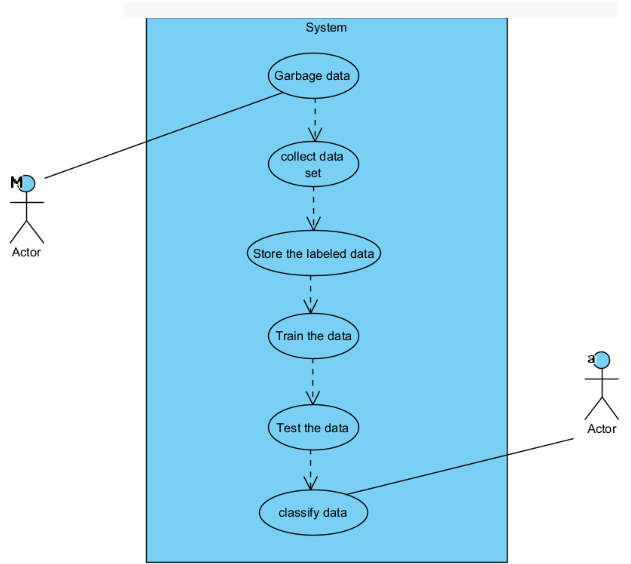 System
Garbage data
collect data
set
M
Actor
Store the labeled data
Train the data
a
Actor
Test the data
classify data